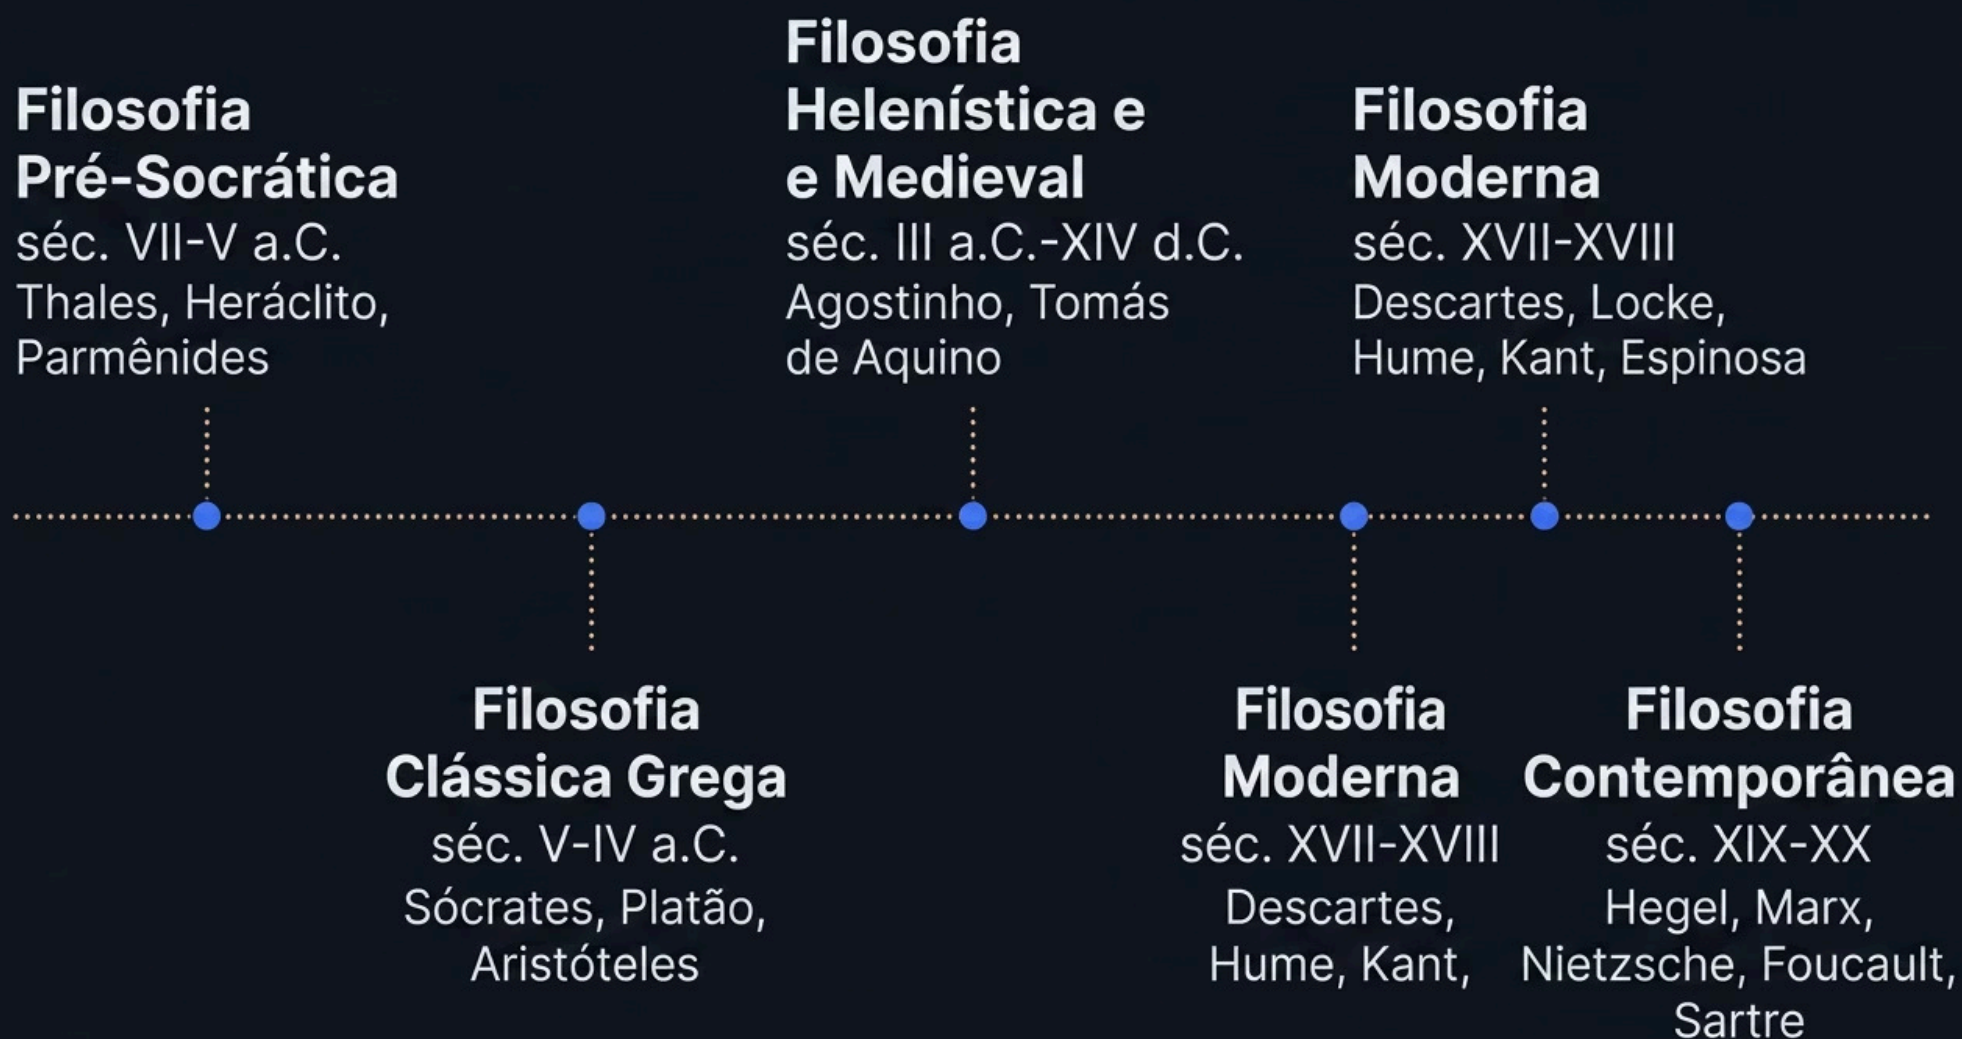 Filosofia
Pré-Socrática
séc. VII-V a.C.
Thales, Heráclito,
Parmênides
Filosofia
Helenística e
e Medieval
séc. III a.C.-XIV d.C.
Agostinho, Tomás
de Aquino
Filosofia
Moderna
séc. XVII-XVIII
Descartes, Locke,
Hume, Kant, Espinosa
Filosofia
Clássica Grega
séc. V-IV a.C.
Sócrates, Platão,
Aristóteles
Filosofia
Moderna
séc. XVII-XVIII
Descartes,
Hume, Kant,
Filosofia
Contemporânea
séc. XIX-XX
Hegel, Marx,
Nietzsche, Foucault,
Sartre